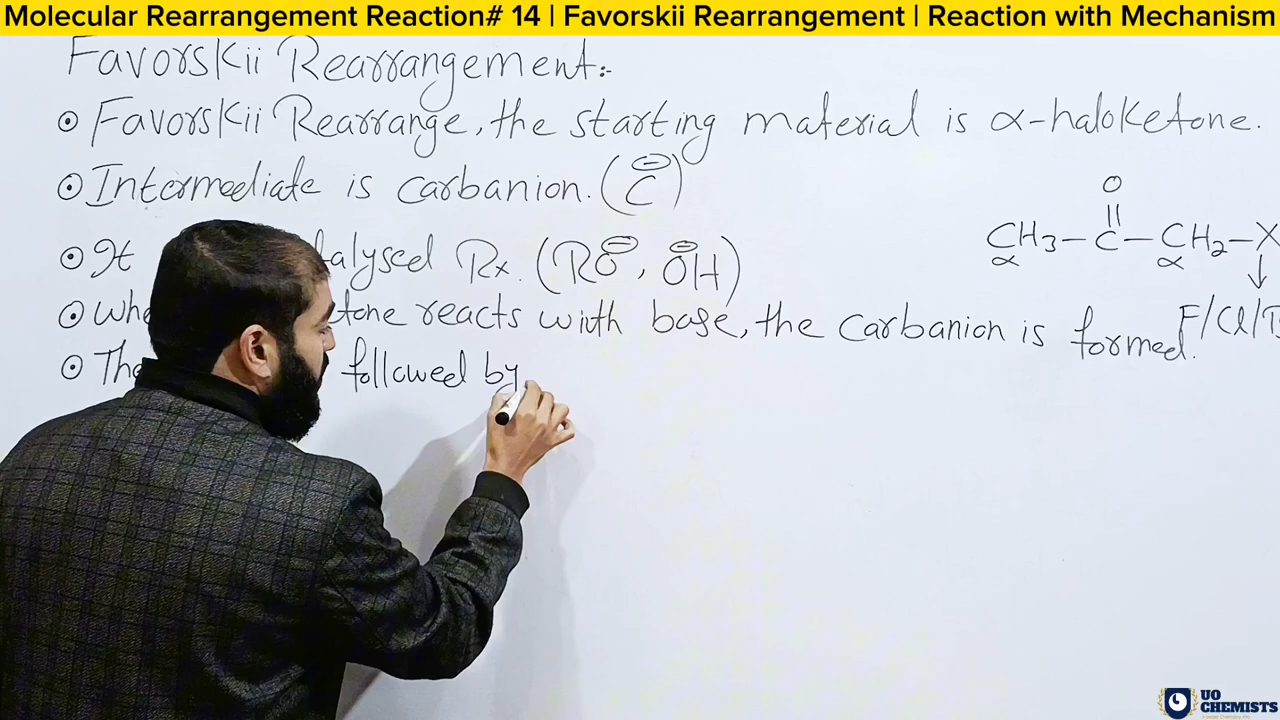 Molecular Rearrangement Reaction# 14 | Favorskii Rearrangement | Reaction with Mechanism
Favorskii Rearrangement:-
⊙ Favorskii Rearrange, the starting material is α-haloketone.
⊙ Intermediate is carbanion. (C⊖)
O
||
CH3-C-CH2-X
α α
↓
⊙ It alysed Rx. (RO⊖, ⊖OH)
⊙ Whe tone reacts with base, the carbanion is formed.
F/Cl/
⊙ The followed by
UO
CHEMISTS